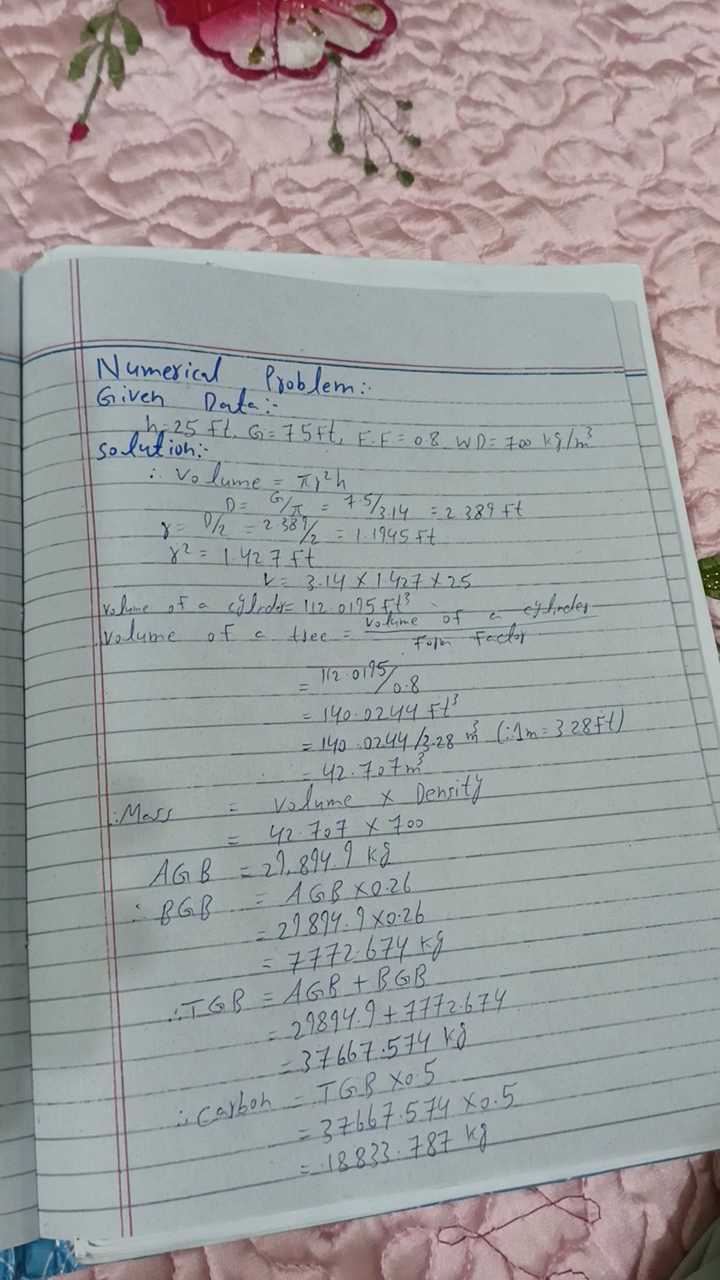 Numerical Problem:-
Given Data:-
h=25 ft, G=7.5ft, F.F=0.8 WD=700 kg/m³
Solution:-
∴ Volume = πr²h
D= G/π = 7.5/3.14 = 2.389 ft
r= D/2 = 2.389/2 = 1.1945 ft
r² = 1.427 ft
V= 3.14 × 1.427 × 25
volume of a cylinder= 112.0195 ft³
volume of a tree = volume of a cylinder / Form Factor
= 112.0195/0.8
= 140.0244 ft³
= 140.0244/3.28 m³ (∵1m=3.28ft)
= 42.707m³
∴Mass = Volume × Density
= 42.707 × 700
AGB = 29,894.9 kg
∴ BGB = AGB ×0.26
= 29894.9 ×0.26
= 7772.674 kg
∴TGB = AGB + BGB
= 29894.9 + 7772.674
= 37667.574 kg
∴Carbon = TGB ×0.5
= 37667.574 ×0.5
= 18833.787 kg